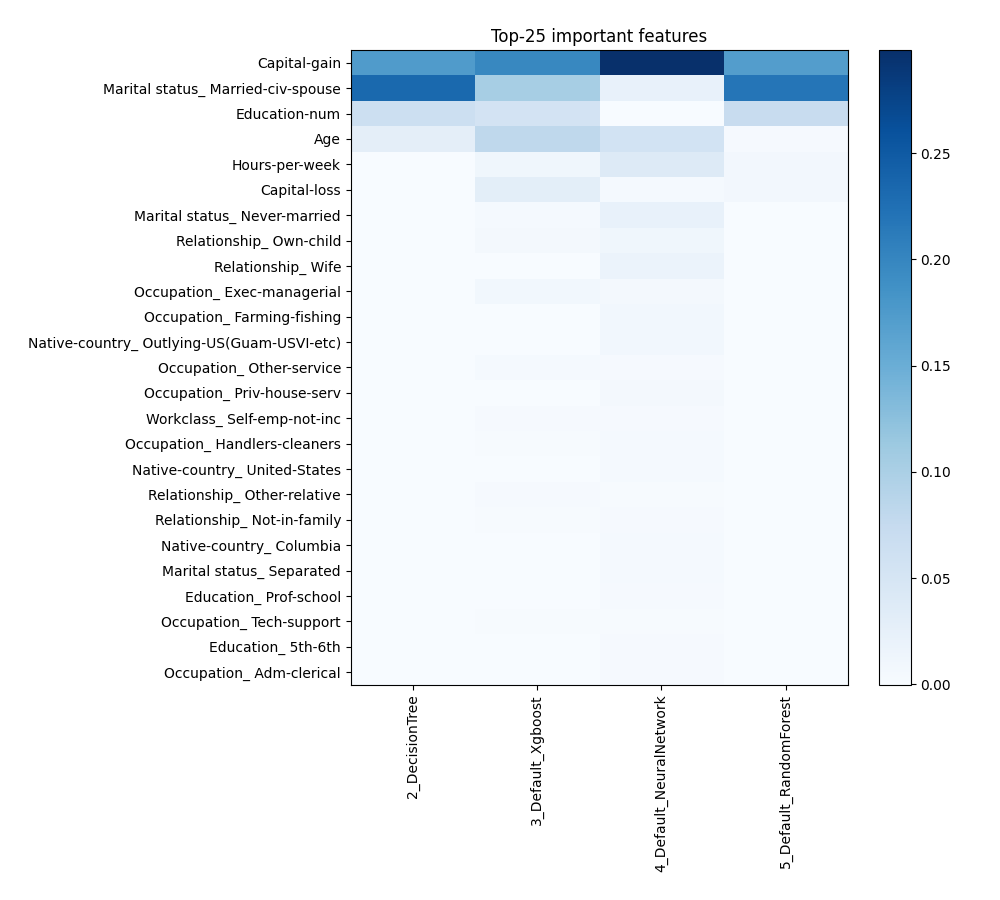 Top-25 important features
Capital-gain
Marital status_ Married-civ-spouse
Education-num
Age
Hours-per-week
Capital-loss
Marital status_ Never-married
Relationship_ Own-child
Relationship_ Wife
Occupation_ Exec-managerial
Occupation_ Farming-fishing
Native-country_ Outlying-US(Guam-USVI-etc)
Occupation_ Other-service
Occupation_ Priv-house-serv
Workclass_ Self-emp-not-inc
Occupation_ Handlers-cleaners
Native-country_ United-States
Relationship_ Other-relative
Relationship_ Not-in-family
Native-country_ Columbia
Marital status_ Separated
Education_ Prof-school
Occupation_ Tech-support
Education_ 5th-6th
Occupation_ Adm-clerical
2_DecisionTree
3_Default_Xgboost
4_Default_NeuralNetwork
5_Default_RandomForest
0.25
0.20
0.15
0.10
0.05
0.00